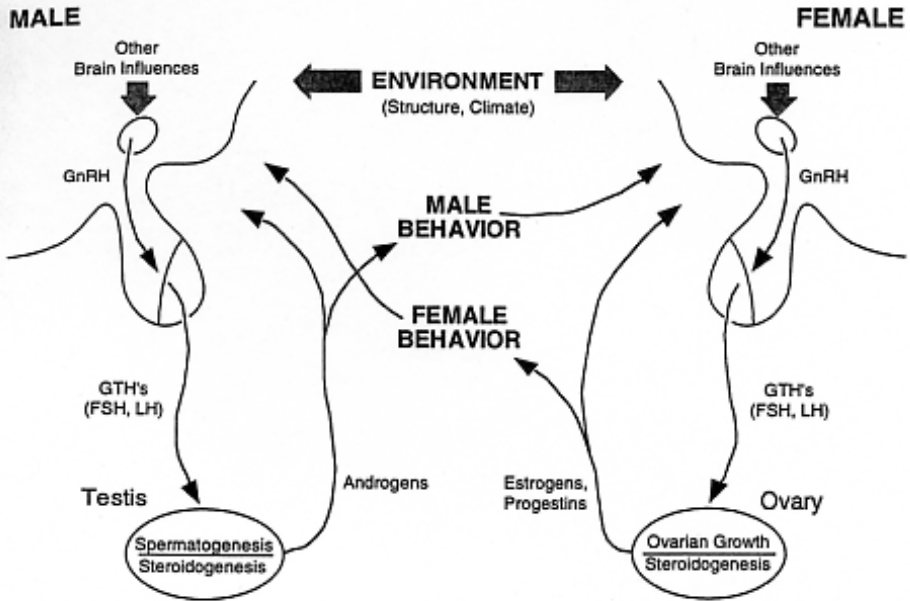 MALE
FEMALE
Other
Brain Influences
ENVIRONMENT
(Structure, Climate)
Other
Brain Influences
GnRH
GnRH
MALE
BEHAVIOR
FEMALE
BEHAVIOR
GTH's
(FSH, LH)
GTH's
(FSH, LH)
Testis
Androgens
Estrogens,
Progestins
Ovary
Spermatogenesis
Steroidogenesis
Ovarian Growth
Steroidogenesis